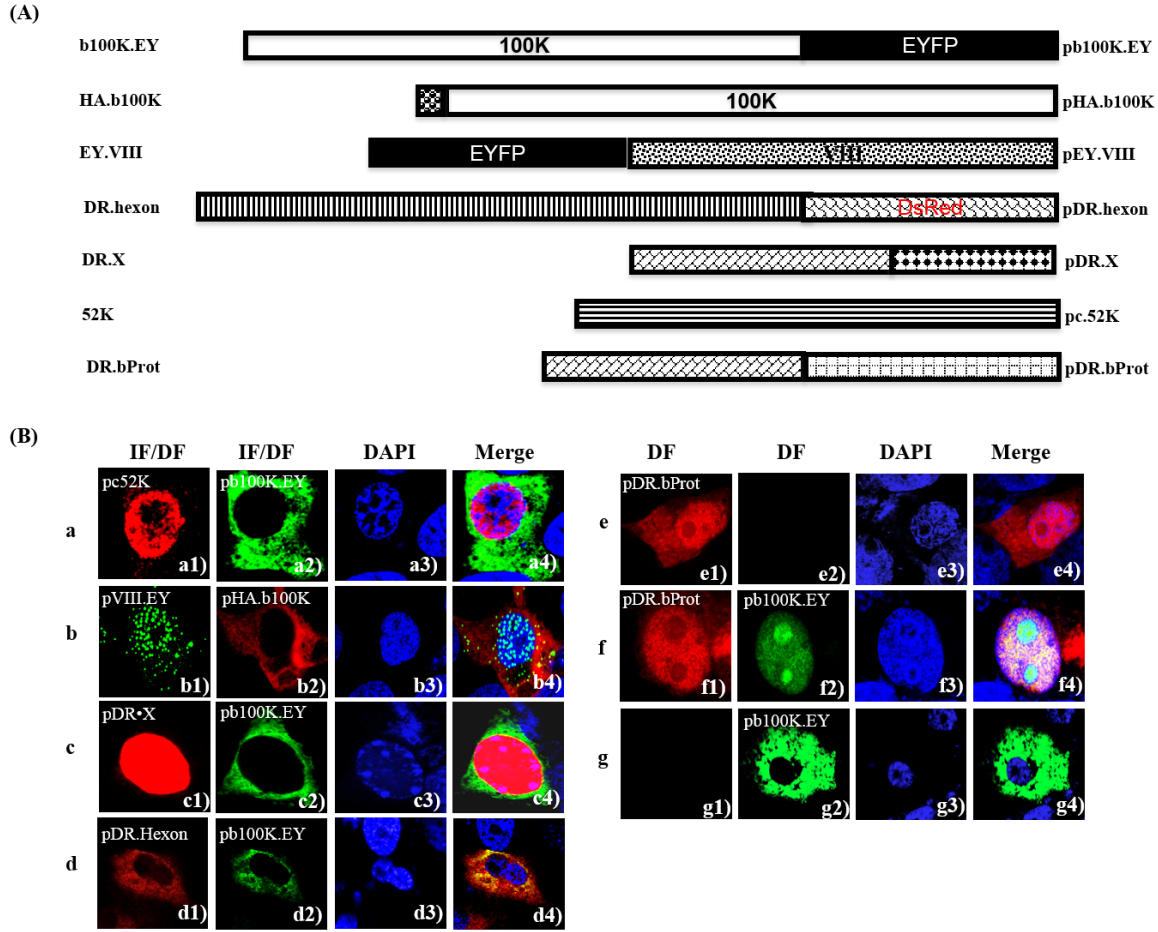 (A)
b100K.EY 100K EYFP pb100K.EY
HA.b100K 100K pHA.b100K
EY.VIII EYFP VIII pEY.VIII
DR.hexon DsRed pDR.hexon
DR.X pDR.X
52K pc.52K
DR.bProt pDR.bProt
(B)
IF/DF IF/DF DAPI Merge
a
pc52K pb100K.EY
a1) a2) a3) a4)
b
pVIII.EY pHA.b100K
b1) b2) b3) b4)
c
pDR•X pb100K.EY
c1) c2) c3) c4)
d
pDR.Hexon pb100K.EY
d1) d2) d3) d4)
DF DF DAPI Merge
e
pDR.bProt
e1) e2) e3) e4)
f
pDR.bProt pb100K.EY
f1) f2) f3) f4)
g
pb100K.EY
g1) g2) g3) g4)